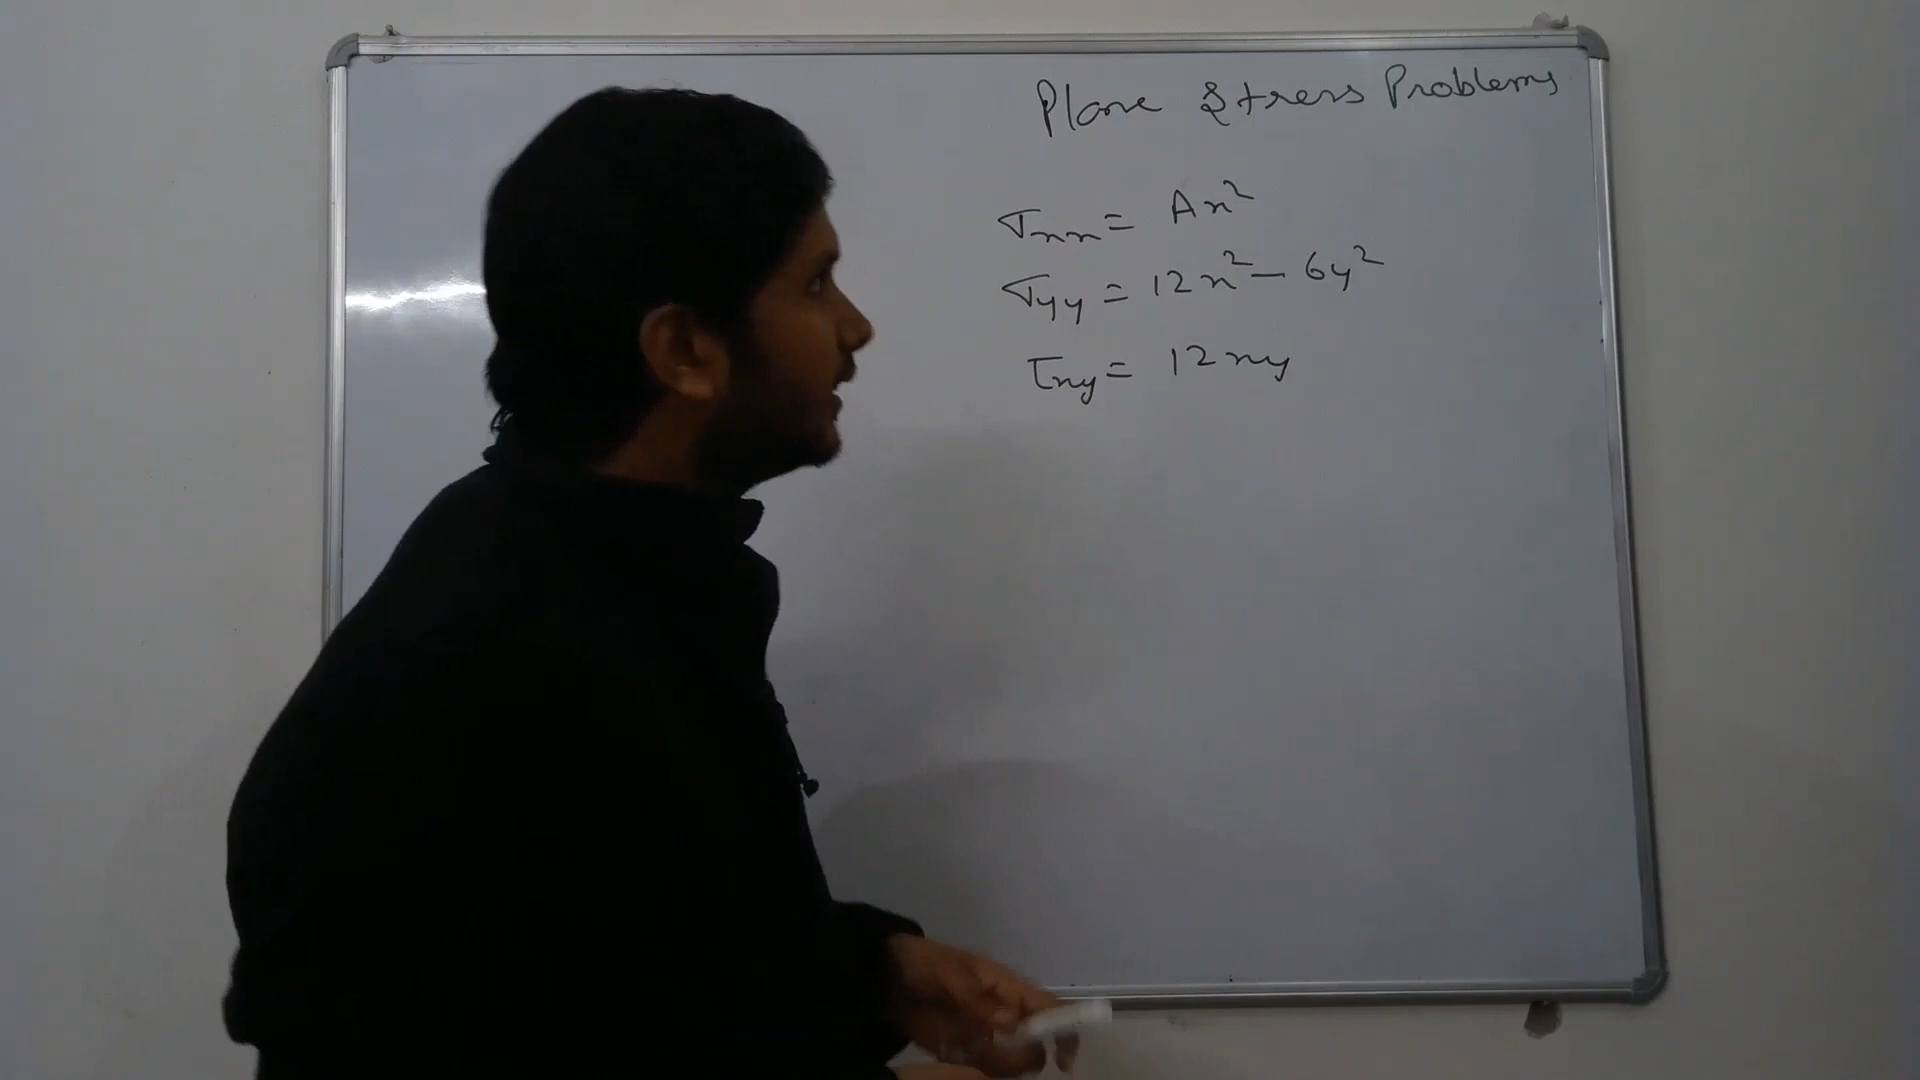 Plane Stress Problems
σxx = Ax²
σyy = 12x² - 6y²
τxy = 12xy